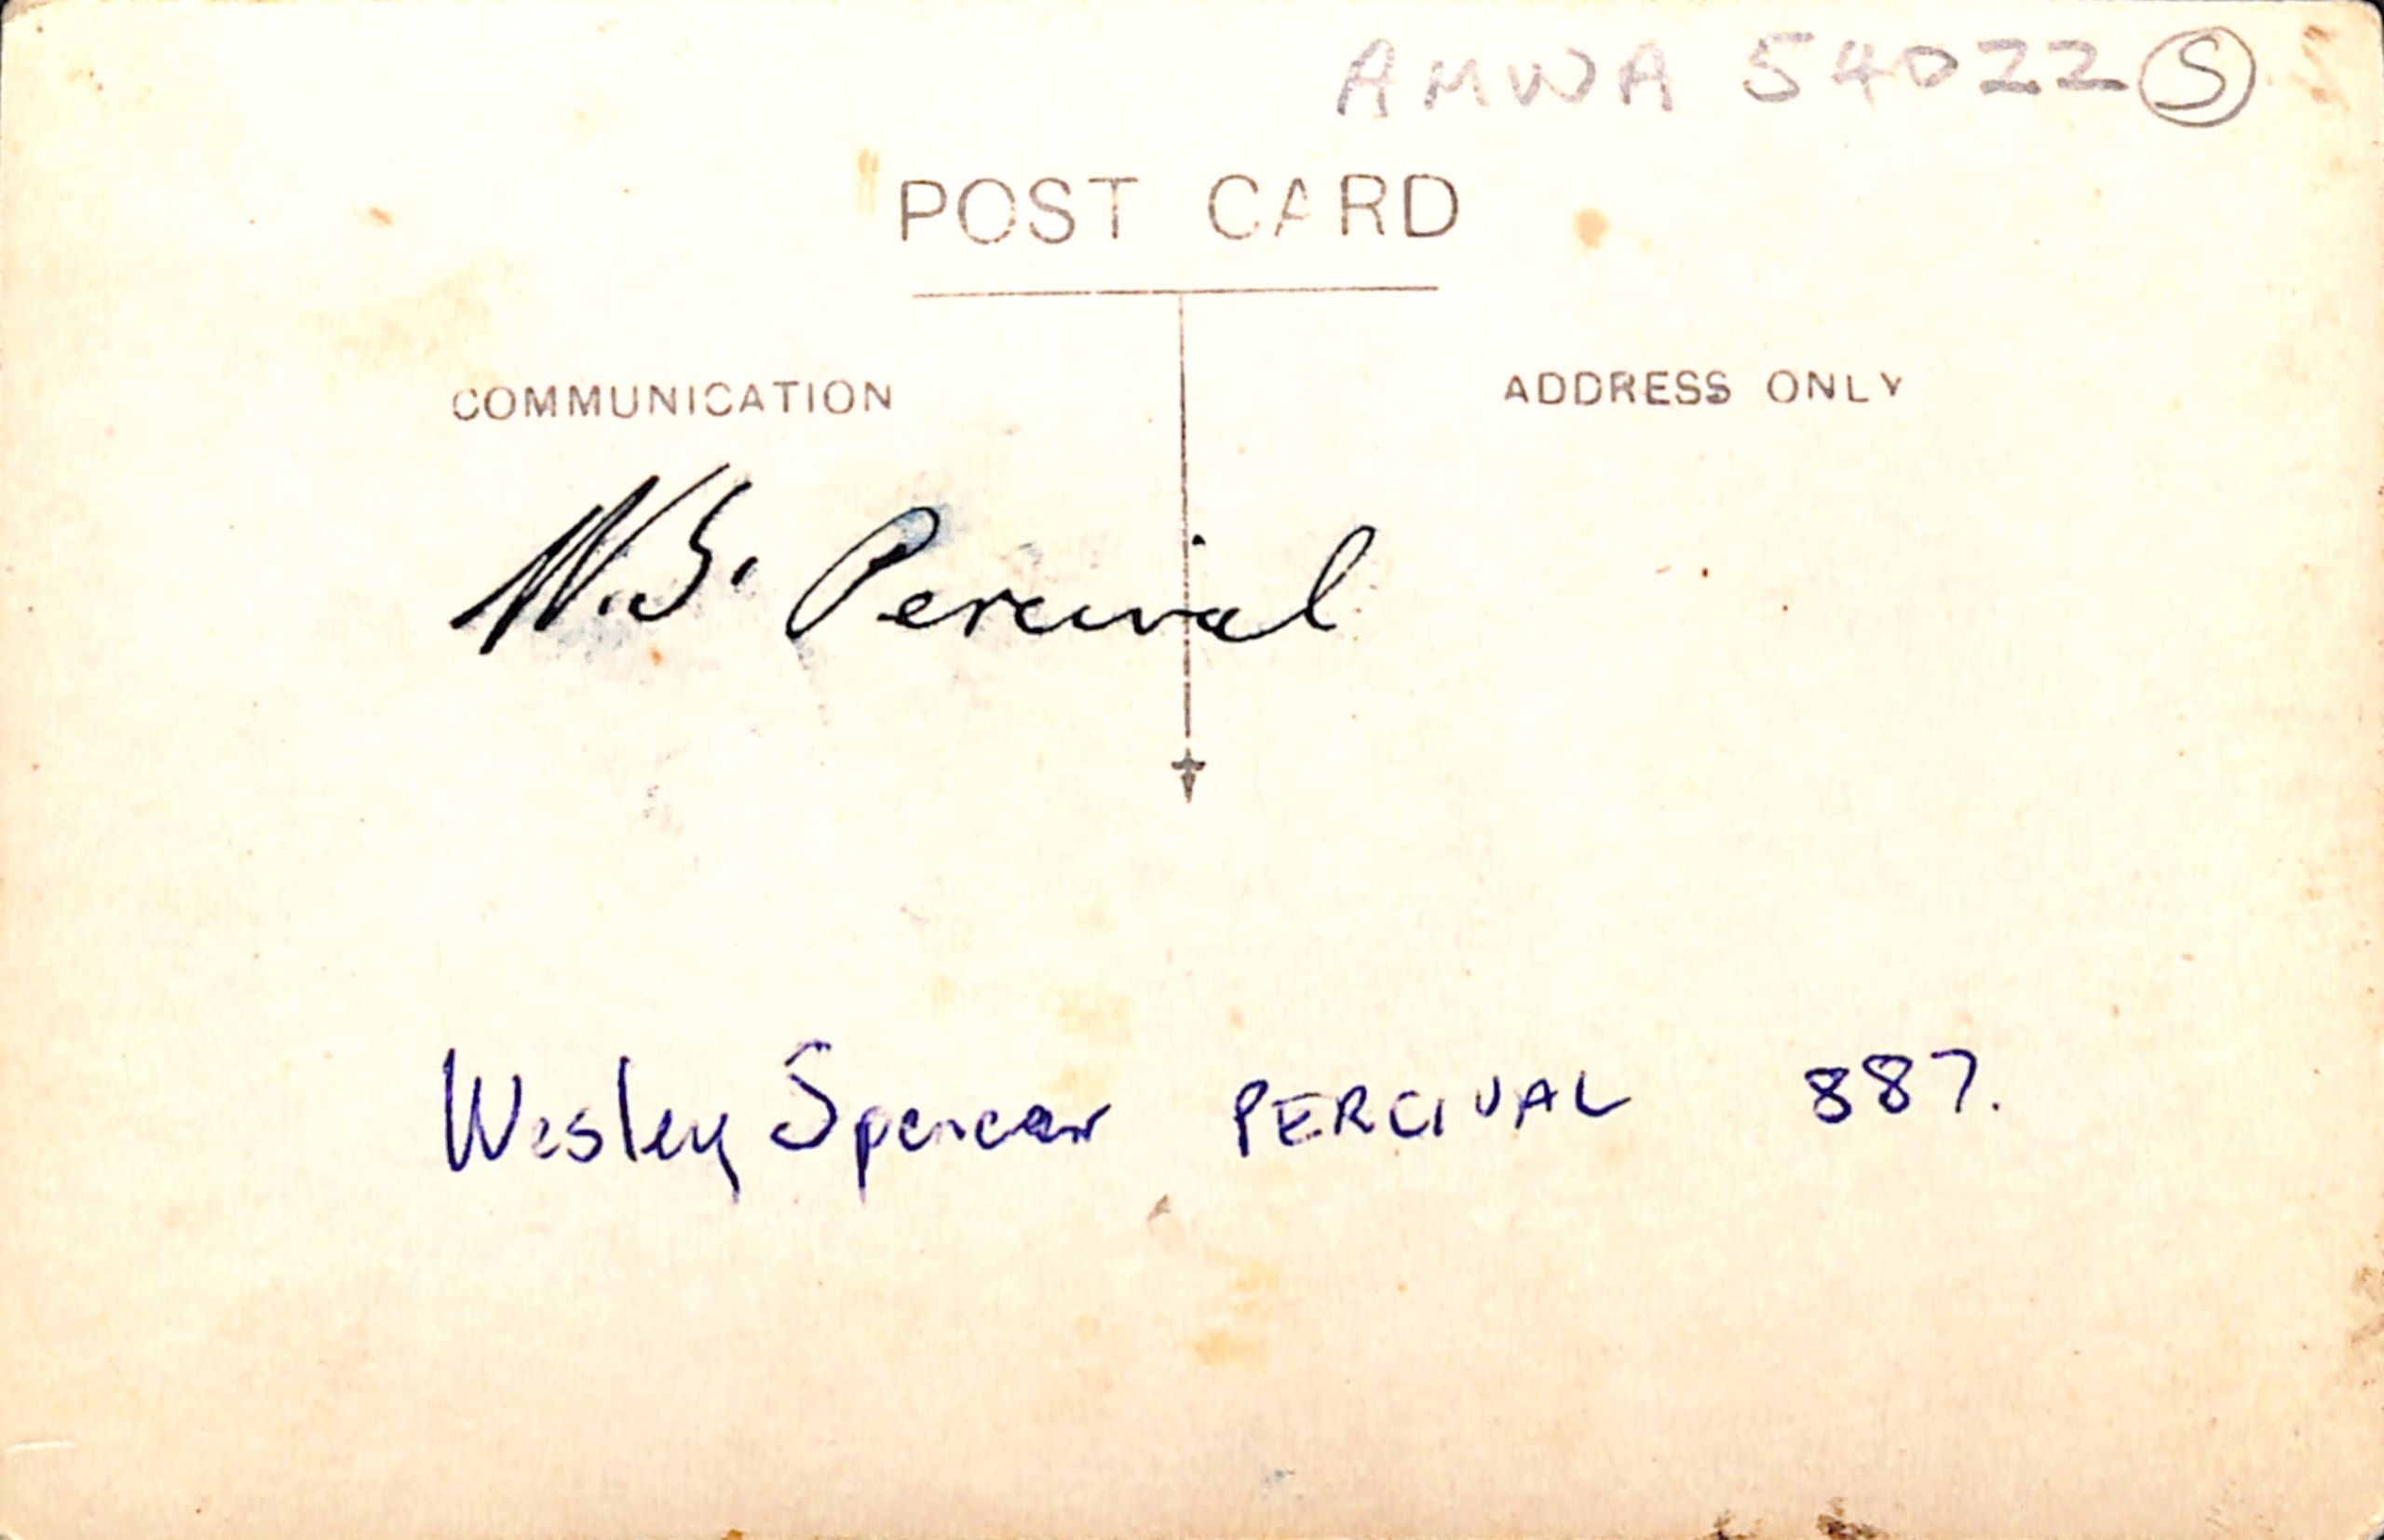 AMWA 54022 S
POST CARD
COMMUNICATION
ADDRESS ONLY
W.S. Percival
Wesley Spencer PERCIVAL 887.